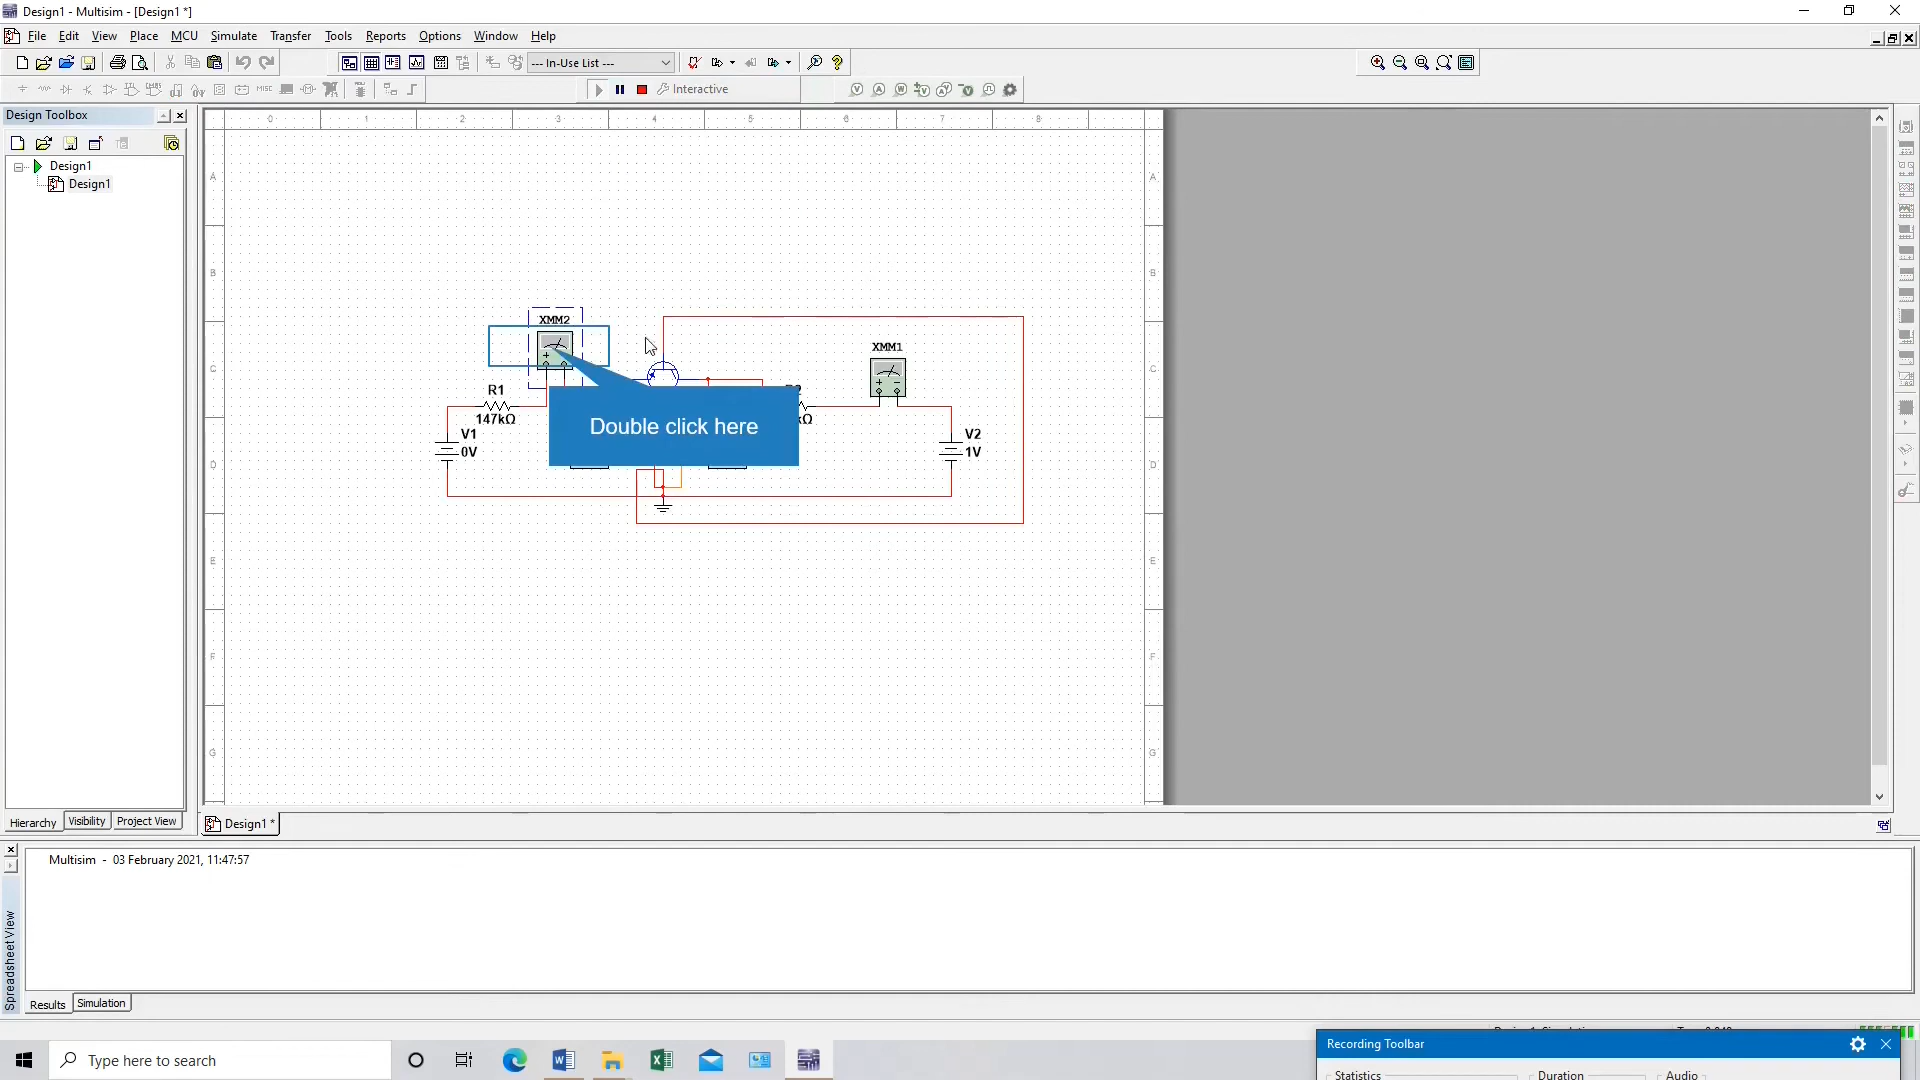 Design1 - Multisim - [Design1 *]
File Edit View Place MCU Simulate Transfer Tools Reports Options Window Help
--- In-Use List ---
Interactive
Design Toolbox
0 1 2 3 4 5 6 7 8
Design1
Design1
A A
B B
XMM2
XMM1
C C
R1
147kΩ
Double click here
V1
0V
V2
1V
D D
E E
F F
G G
Hierarchy Visibility Project View
Design1 *
Multisim - 03 February 2021, 11:47:57
Spreadsheet View
Results Simulation
Type here to search
Recording Toolbar
Statistics Duration Audio